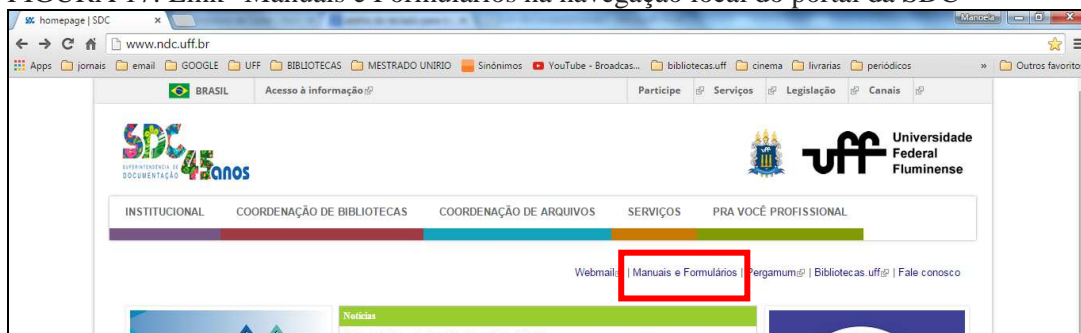 FIGURA 17: Link - Manuais e Formulários na navegação local do portal da SDC
homepage | SDC
Manoela
www.ndc.uff.br
Apps jornais email GOOGLE UFF BIBLIOTECAS MESTRADO UNIRIO Sinônimos YouTube - Broadcas... bibliotecas.uff cinema livrarias periódicos » Outros favoritos
BRASIL Acesso à informação Participe Serviços Legislação Canais
SDC 45 anos
SUPERINTENDÊNCIA DE
DOCUMENTAÇÃO
uff Universidade
Federal
Fluminense
INSTITUCIONAL COORDENAÇÃO DE BIBLIOTECAS COORDENAÇÃO DE ARQUIVOS SERVIÇOS PRA VOCÊ PROFISSIONAL
Webmail | Manuais e Formulários | Pergamum | Bibliotecas.uff | Fale conosco
Notícias